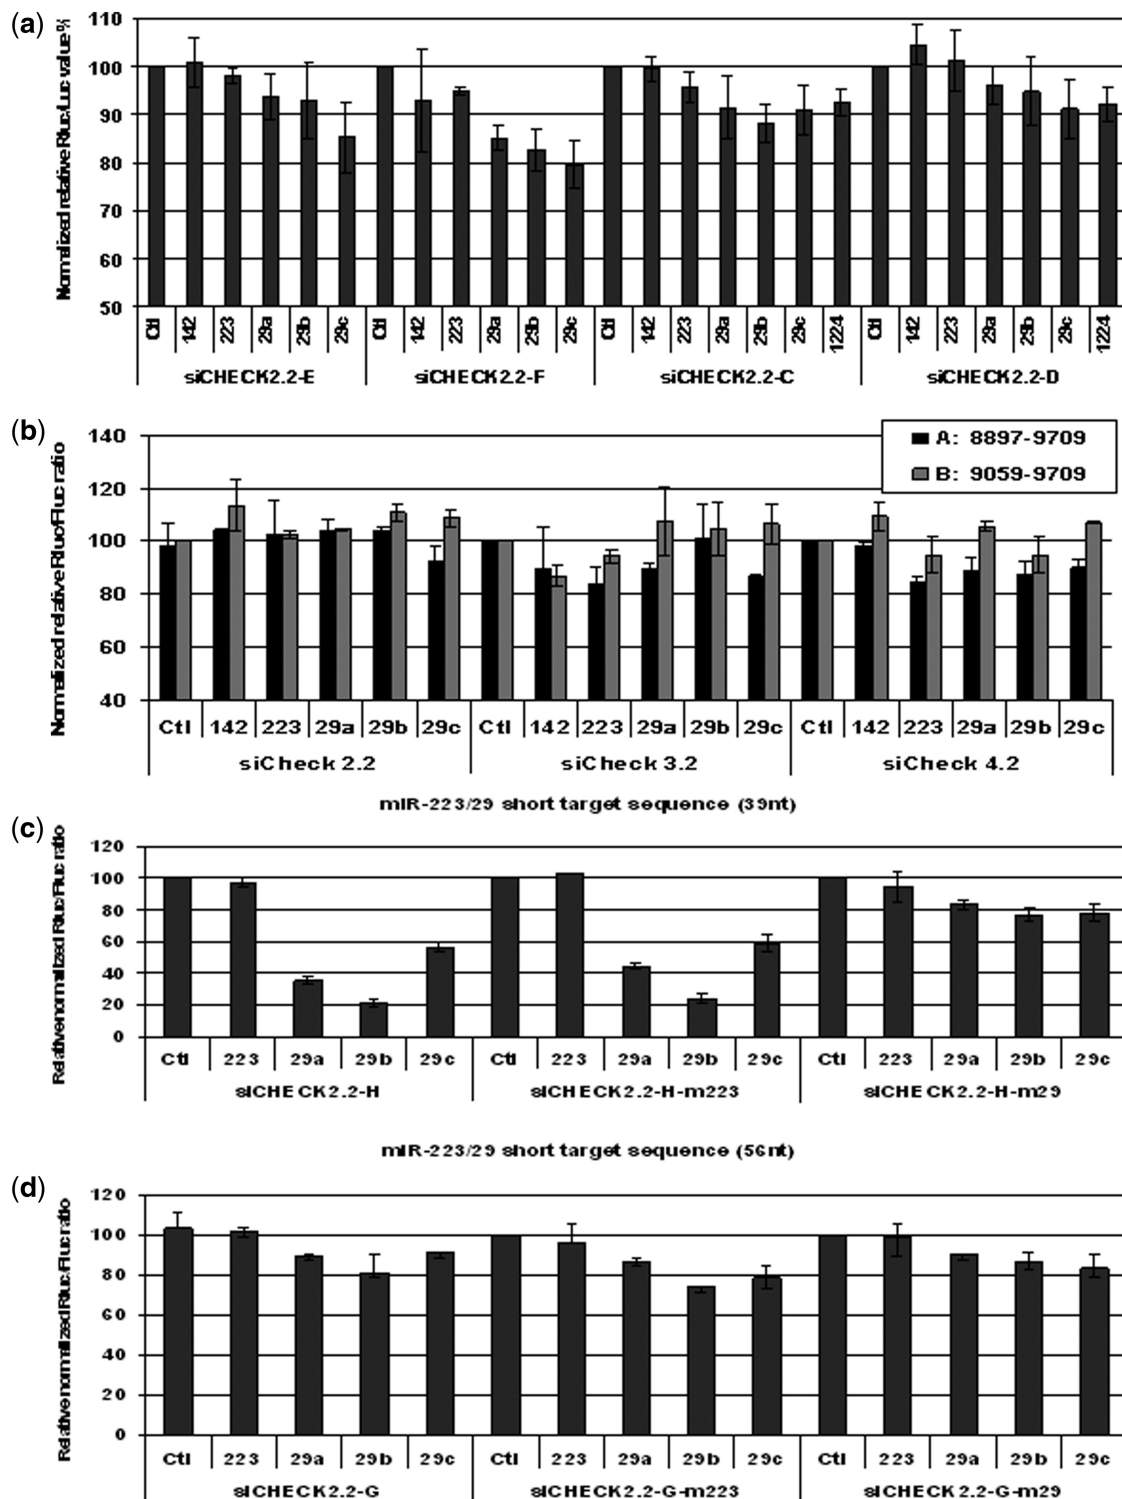 (a)
Normalized relative Rluc/Luc value %
110
100
90
80
70
60
50
Ctl 142 223 29a 29b 29c Ctl 142 223 29a 29b 29c Ctl 142 223 29a 29b 29c 1224 Ctl 142 223 29a 29b 29c 1224
siCHECK2.2-E siCHECK2.2-F siCHECK2.2-C siCHECK2.2-D
(b)
Normalized relative Rluc/Fluc ratio
140
120
100
80
60
40
A: 8897-9709
B: 9059-9709
Ctl 142 223 29a 29b 29c Ctl 142 223 29a 29b 29c Ctl 142 223 29a 29b 29c
siCheck 2.2 siCheck 3.2 siCheck 4.2
mIR-223/29 short target sequence (39nt)
(c)
Relative normalized Rluc/Fluc ratio
120
100
80
60
40
20
0
Ctl 223 29a 29b 29c Ctl 223 29a 29b 29c Ctl 223 29a 29b 29c
sICHECK2.2-H sICHECK2.2-H-m223 sICHECK2.2-H-m29
mIR-223/29 short target sequence (56nt)
(d)
Relative normalized Rluc/Fluc ratio
120
100
80
60
40
20
0
Ctl 223 29a 29b 29c Ctl 223 29a 29b 29c Ctl 223 29a 29b 29c
sICHECK2.2-G sICHECK2.2-G-m223 sICHECK2.2-G-m29